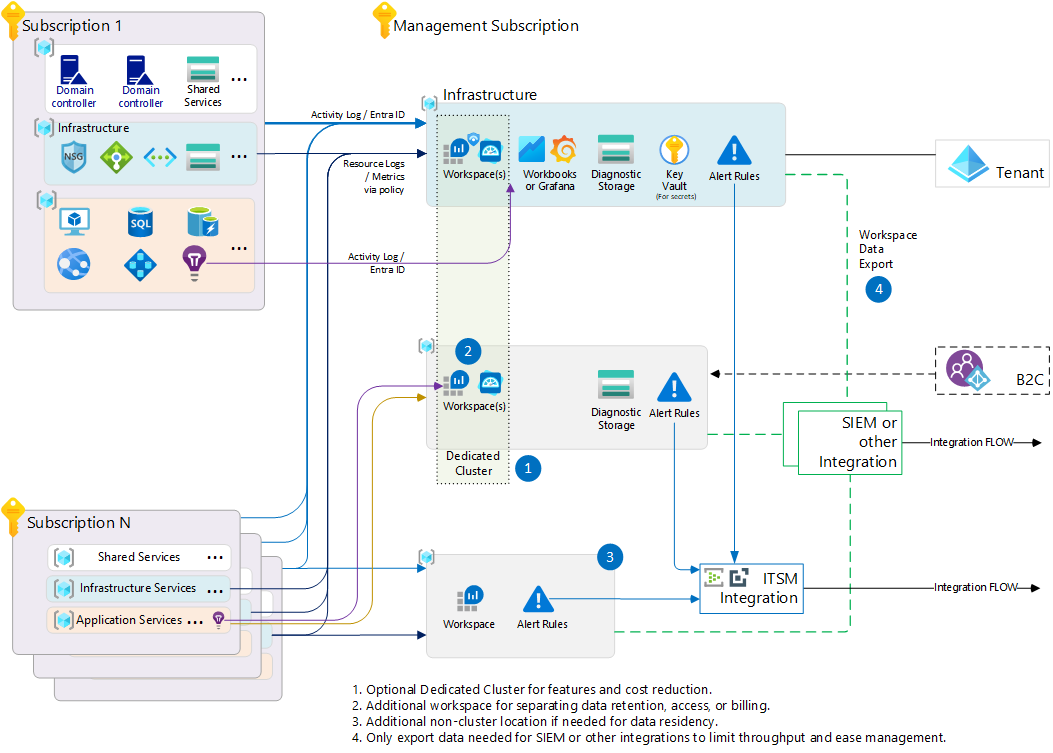 Subscription 1
Management Subscription
Domain
controller
Domain
controller
Shared
Services
...
Infrastructure
NSG
...
SQL
...
Activity Log / Entra ID
Resource Logs
/ Metrics
via policy
Activity Log /
Entra ID
Infrastructure
Workspace(s)
Workbooks
or Grafana
Diagnostic
Storage
Key
Vault
(For secrets)
Alert Rules
Tenant
Workspace
Data
Export
4
2
Workspace(s)
Diagnostic
Storage
Alert Rules
Dedicated
Cluster
1
B2C
SIEM or
other
Integration
Integration FLOW
Subscription N
Shared Services ...
Infrastructure Services ...
Application Services ...
3
Workspace
Alert Rules
ITSM
Integration
Integration FLOW
1. Optional Dedicated Cluster for features and cost reduction.
2. Additional workspace for separating data retention, access, or billing.
3. Additional non-cluster location if needed for data residency.
4. Only export data needed for SIEM or other integrations to limit throughput and ease management.